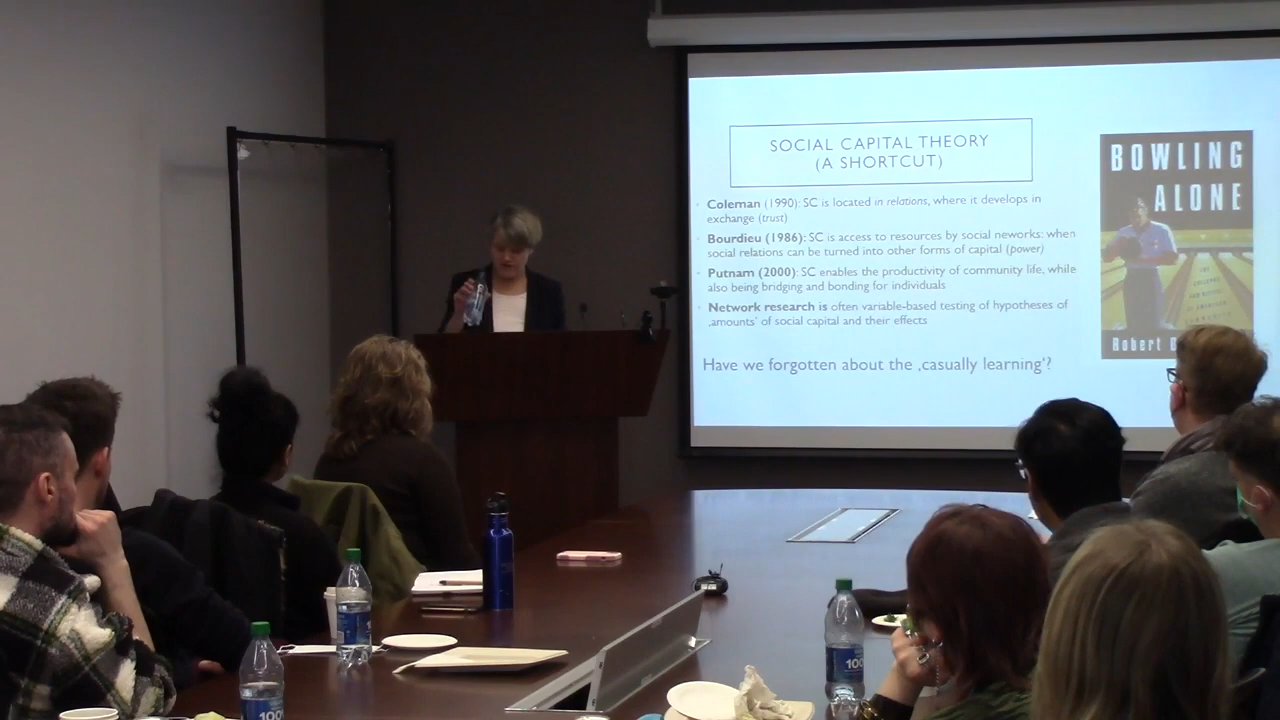 SOCIAL CAPITAL THEORY
(A SHORTCUT)
Coleman (1990): SC is located in relations, where it develops in
exchange (trust)
Bourdieu (1986): SC is access to resources by social neworks: when
social relations can be turned into other forms of capital (power)
Putnam (2000): SC enables the productivity of community life, while
also being bridging and bonding for individuals
Network research is often variable-based testing of hypotheses of
‚amounts' of social capital and their effects
Have we forgotten about the ‚casually learning'?
BOWLING
ALONE
Robert
100
100